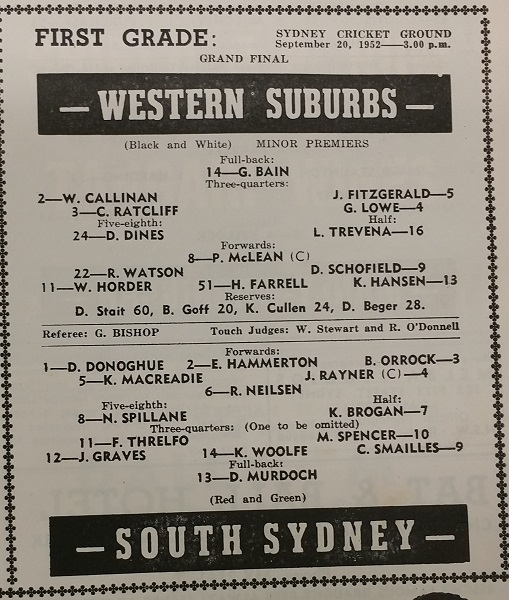 FIRST GRADE:
SYDNEY CRICKET GROUND
September 20, 1952—3.00 p.m.
GRAND FINAL
— WESTERN SUBURBS —
(Black and White) MINOR PREMIERS
Full-back:
14—G. BAIN
Three-quarters:
2—W. CALLINAN J. FITZGERALD—5
3—C. RATCLIFF G. LOWE—4
Five-eighth: Half:
24—D. DINES L. TREVENA—16
Forwards:
8—P. McLEAN (C)
22—R. WATSON D. SCHOFIELD—9
11—W. HORDER 51—H. FARRELL K. HANSEN—13
Reserves:
D. Stait 60, B. Goff 20, K. Cullen 24, D. Beger 28.
Referee: G. BISHOP Touch Judges: W. Stewart and R. O'Donnell
Forwards:
1—D. DONOGHUE 2—E. HAMMERTON B. ORROCK—3
5—K. MACREADIE J. RAYNER (C)—4
6—R. NEILSEN
Five-eighth: Half:
8—N. SPILLANE K. BROGAN—7
Three-quarters: (One to be omitted)
11—F. THRELFO M. SPENCER—10
12—J. GRAVES 14—K. WOOLFE C. SMAILLES—9
Full-back:
13—D. MURDOCH
(Red and Green)
— SOUTH SYDNEY —